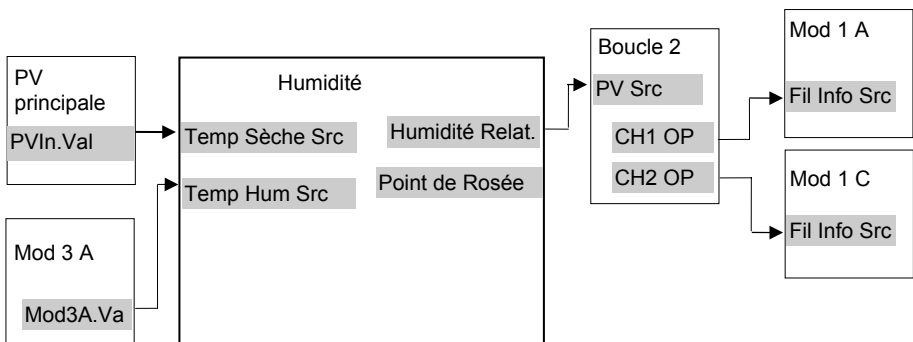 PV
principale
PVIn.Val
Mod 3 A
Mod3A.Va
Humidité
Temp Sèche Src
Temp Hum Src
Humidité Relat.
Point de Rosée
Boucle 2
PV Src
CH1 OP
CH2 OP
Mod 1 A
Fil Info Src
Mod 1 C
Fil Info Src